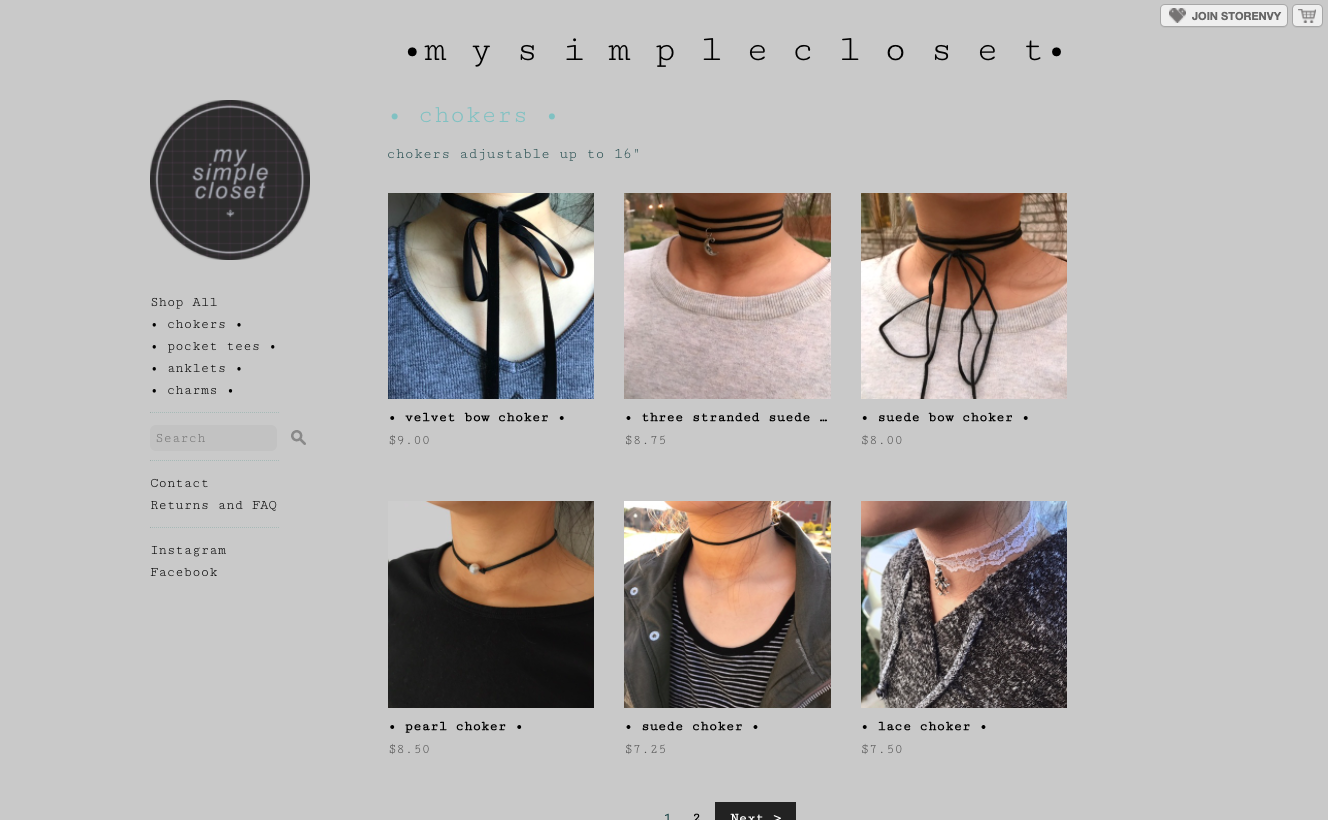 JOIN STORENVY
•mysimplecloset•
my
simple
closet
• chokers •
chokers adjustable up to 16"
Shop All
• chokers •
• pocket tees •
• anklets •
• charms •
Search
Contact
Returns and FAQ
Instagram
Facebook
• velvet bow choker •
$9.00
• three stranded suede …
$8.75
• suede bow choker •
$8.00
• pearl choker •
$8.50
• suede choker •
$7.25
• lace choker •
$7.50
1 2 Next >